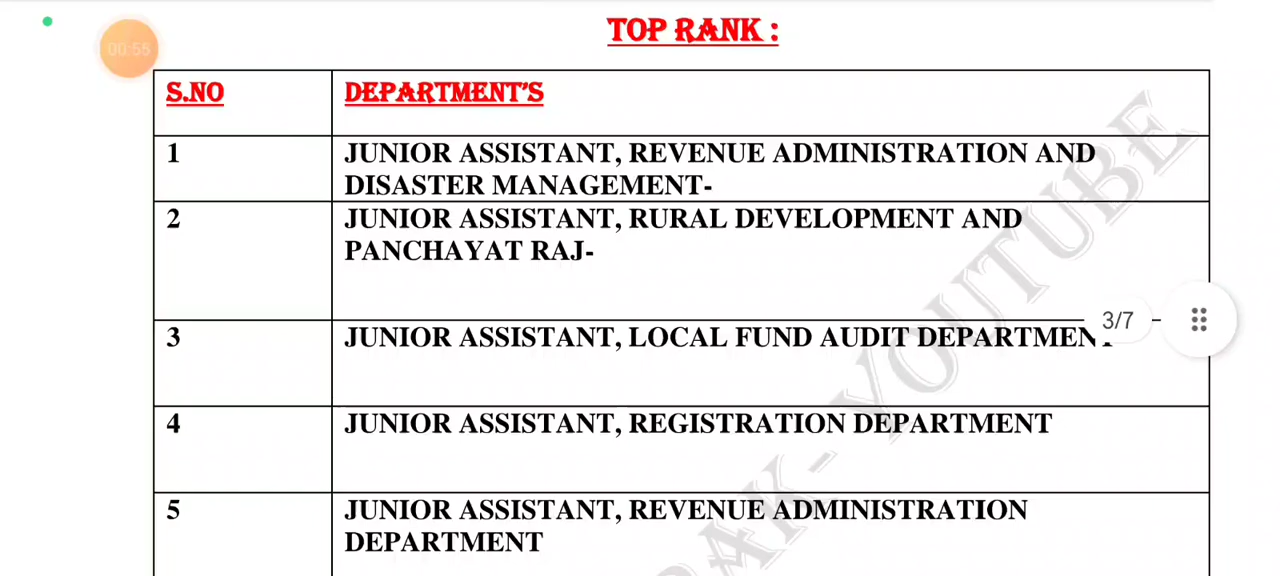 TOP RANK :
00:55
S.NO DEPARTMENT'S
1 JUNIOR ASSISTANT, REVENUE ADMINISTRATION AND
DISASTER MANAGEMENT-
2 JUNIOR ASSISTANT, RURAL DEVELOPMENT AND
PANCHAYAT RAJ-
3/7
3 JUNIOR ASSISTANT, LOCAL FUND AUDIT DEPARTMENT
4 JUNIOR ASSISTANT, REGISTRATION DEPARTMENT
5 JUNIOR ASSISTANT, REVENUE ADMINISTRATION
DEPARTMENT
YOUTUBE